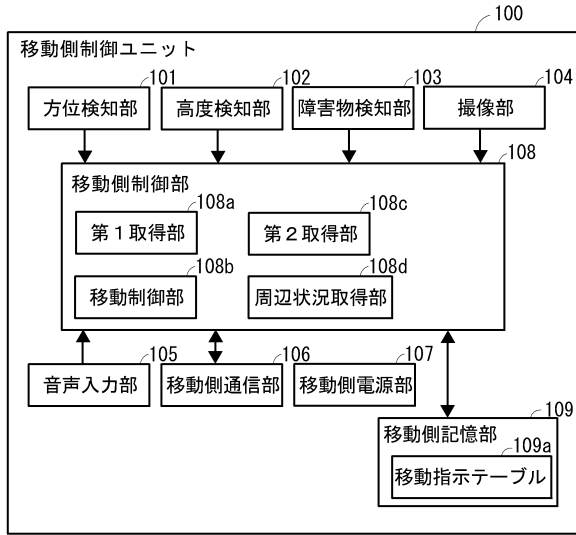 100
移動側制御ユニット
101
方位検知部
102
高度検知部
103
障害物検知部
104
撮像部
108
移動側制御部
108a
第１取得部
108c
第２取得部
108b
移動制御部
108d
周辺状況取得部
105
音声入力部
106
移動側通信部
107
移動側電源部
109
移動側記憶部
109a
移動指示テーブル